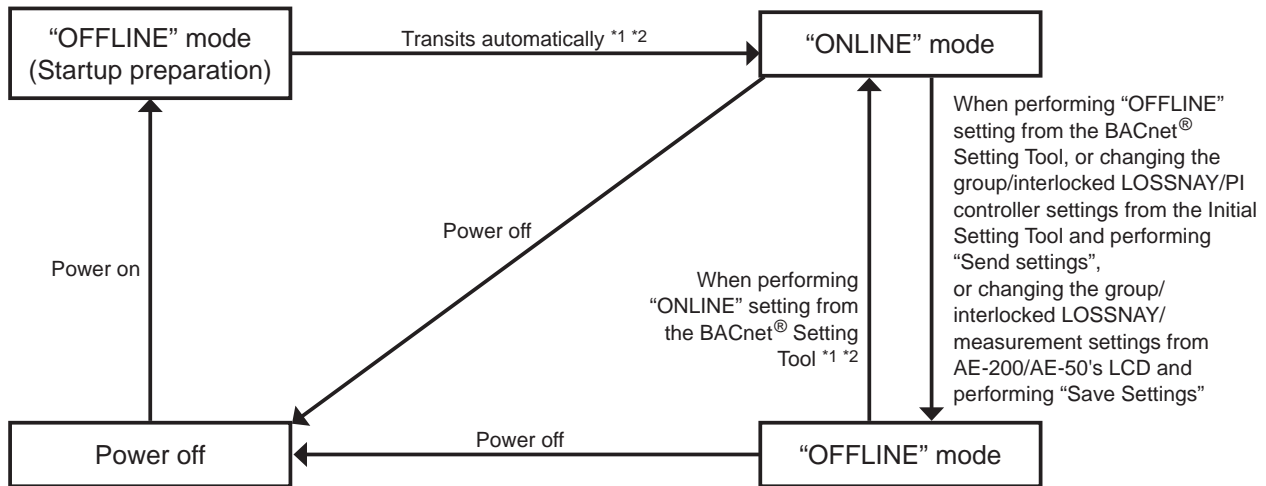 “OFFLINE” mode
(Startup preparation)
Transits automatically *1 *2
“ONLINE” mode
When performing “OFFLINE”
setting from the BACnet®
Setting Tool, or changing the
group/interlocked LOSSNAY/PI
controller settings from the Initial
Setting Tool and performing
“Send settings”,
or changing the group/
interlocked LOSSNAY/
measurement settings from
AE-200/AE-50's LCD and
performing “Save Settings”
Power off
Power on
When performing
“ONLINE” setting from
the BACnet® Setting
Tool *1 *2
Power off
Power off
“OFFLINE” mode